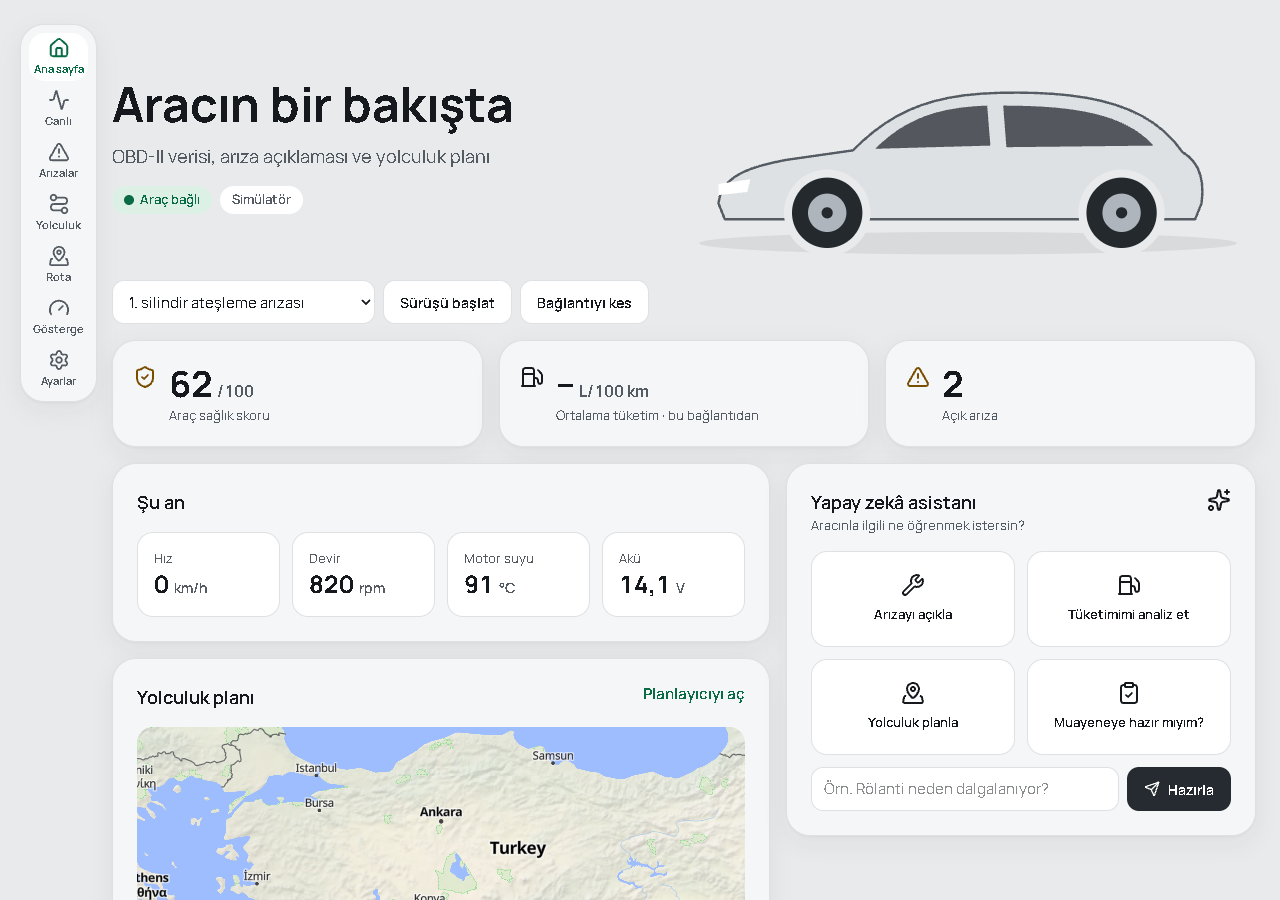 Ana sayfa
Canlı
Arızalar
Yolculuk
Rota
Gösterge
Ayarlar
Aracın bir bakışta
OBD-II verisi, arıza açıklaması ve yolculuk planı
Araç bağlı
Simülatör
1. silindir ateşleme arızası
Sürüşü başlat
Bağlantıyı kes
62 / 100
Araç sağlık skoru
– L/100 km
Ortalama tüketim · bu bağlantıdan
2
Açık arıza
Şu an
Hız
0 km/h
Devir
820 rpm
Motor suyu
91 °C
Akü
14,1 V
Yolculuk planı
Planlayıcıyı aç
Samsun
Istanbul
Bursa
Ankara
Turkey
İzmir
Konya
niki
νίκη
thens
θήνα
Yapay zekâ asistanı
Aracınla ilgili ne öğrenmek istersin?
Arızayı açıkla
Tüketimimi analiz et
Yolculuk planla
Muayeneye hazır mıyım?
Örn. Rölanti neden dalgalanıyor?
Hazırla